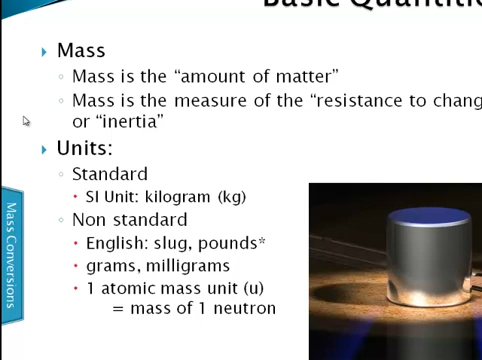 Basic Quantitie
Mass
Mass is the “amount of matter”
Mass is the measure of the “resistance to chang
or “inertia”
Units:
Standard
SI Unit: kilogram (kg)
Non standard
English: slug, pounds*
grams, milligrams
1 atomic mass unit (u)
= mass of 1 neutron
Mass Conversions